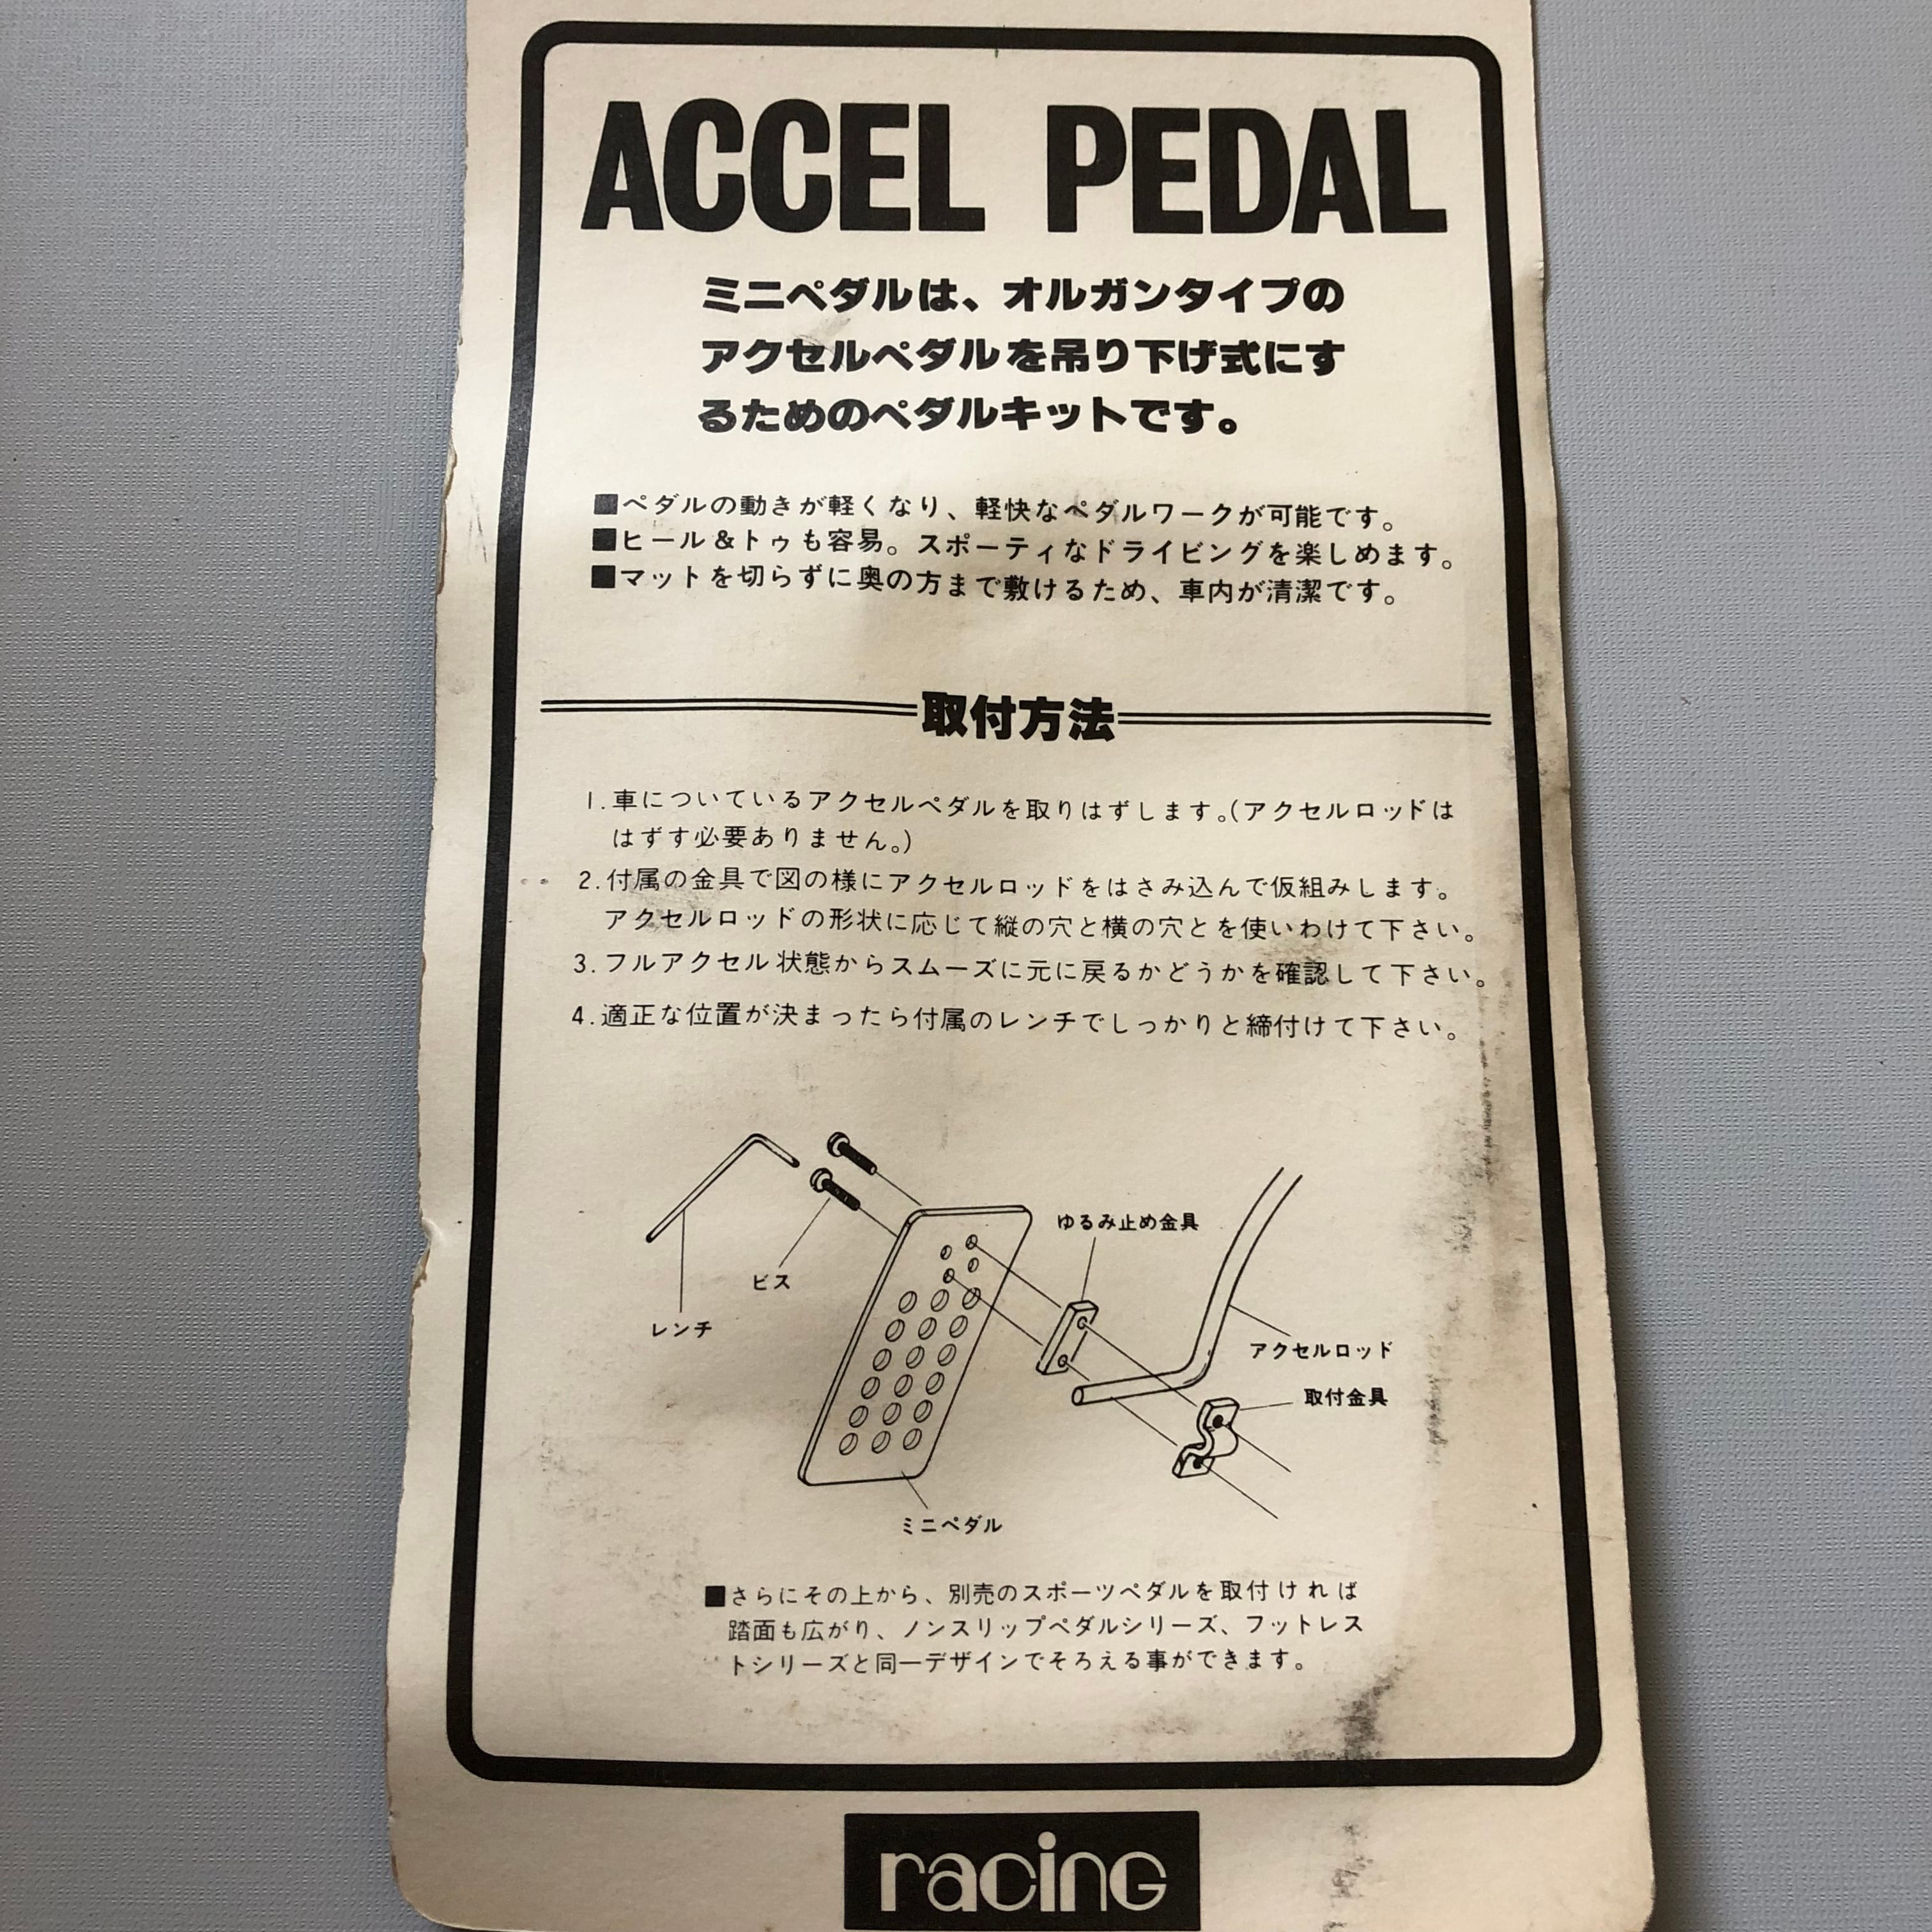 ACCEL PEDAL
ミニペダルは、オルガンタイプの
アクセルペダルを吊り下げ式にす
るためのペダルキットです。
■ペダルの動きが軽くなり、軽快なペダルワークが可能です。
■ヒール&トゥも容易。スポーティなドライビングを楽しめます。
■マットを切らずに奥の方まで敷けるため、車内が清潔です。
取付方法
1.車についているアクセルペダルを取りはずします。(アクセルロッドは
はずす必要ありません。)
2.付属の金具で図の様にアクセルロッドをはさみ込んで仮組みします。
アクセルロッドの形状に応じて縦の穴と横の穴とを使いわけて下さい。
3.フルアクセル状態からスムーズに元に戻るかどうかを確認して下さい。
4.適正な位置が決まったら付属のレンチでしっかりと締付けて下さい。
ゆるみ止め金具
ビス
レンチ
アクセルロッド
取付金具
ミニペダル
■さらにその上から、別売のスポーツペダルを取付ければ
踏面も広がり、ノンスリップペダルシリーズ、フットレス
トシリーズと同一デザインでそろえる事ができます。
racing